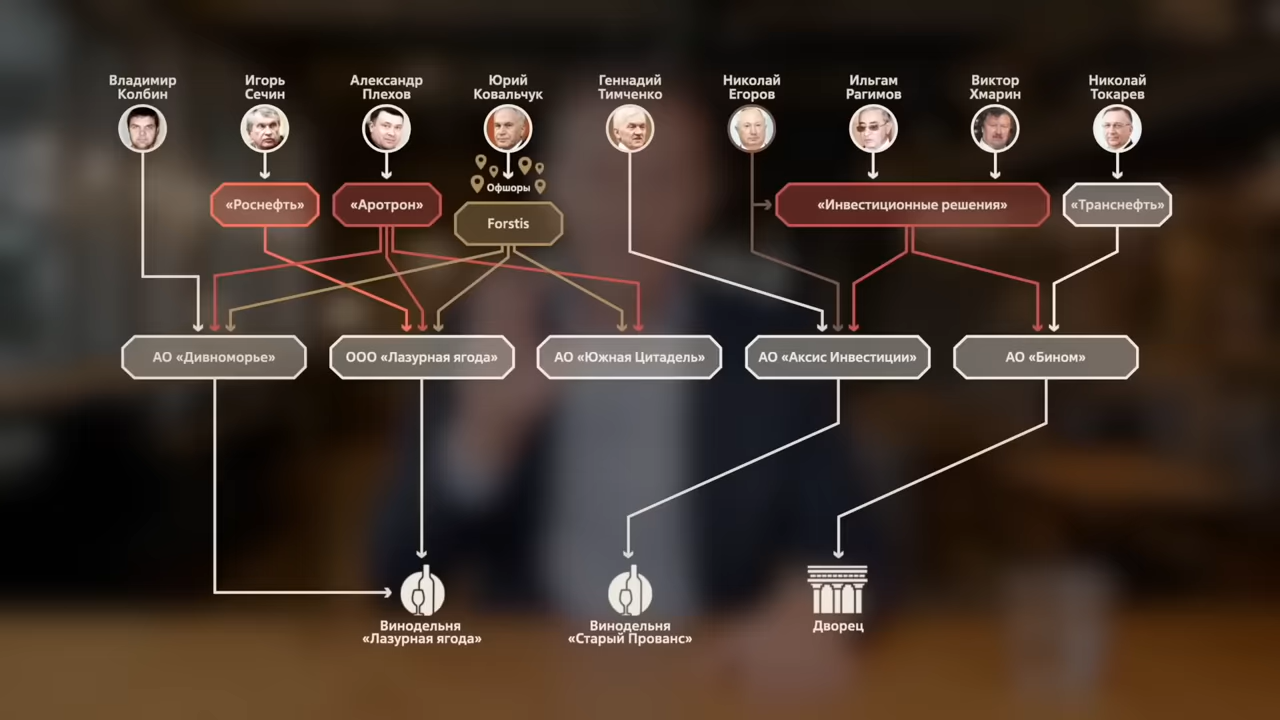 Владимир
Колбин
Игорь
Сечин
Александр
Плехов
Юрий
Ковальчук
Геннадий
Тимченко
Николай
Егоров
Ильгам
Рагимов
Виктор
Хмарин
Николай
Токарев
Офшоры
«Роснефть»
«Аротрон»
Forstis
«Инвестиционные решения»
«Транснефть»
АО «Дивноморье»
ООО «Лазурная ягода»
АО «Южная Цитадель»
АО «Аксис Инвестиции»
АО «Бином»
Винодельня
«Лазурная ягода»
Винодельня
«Старый Прованс»
Дворец